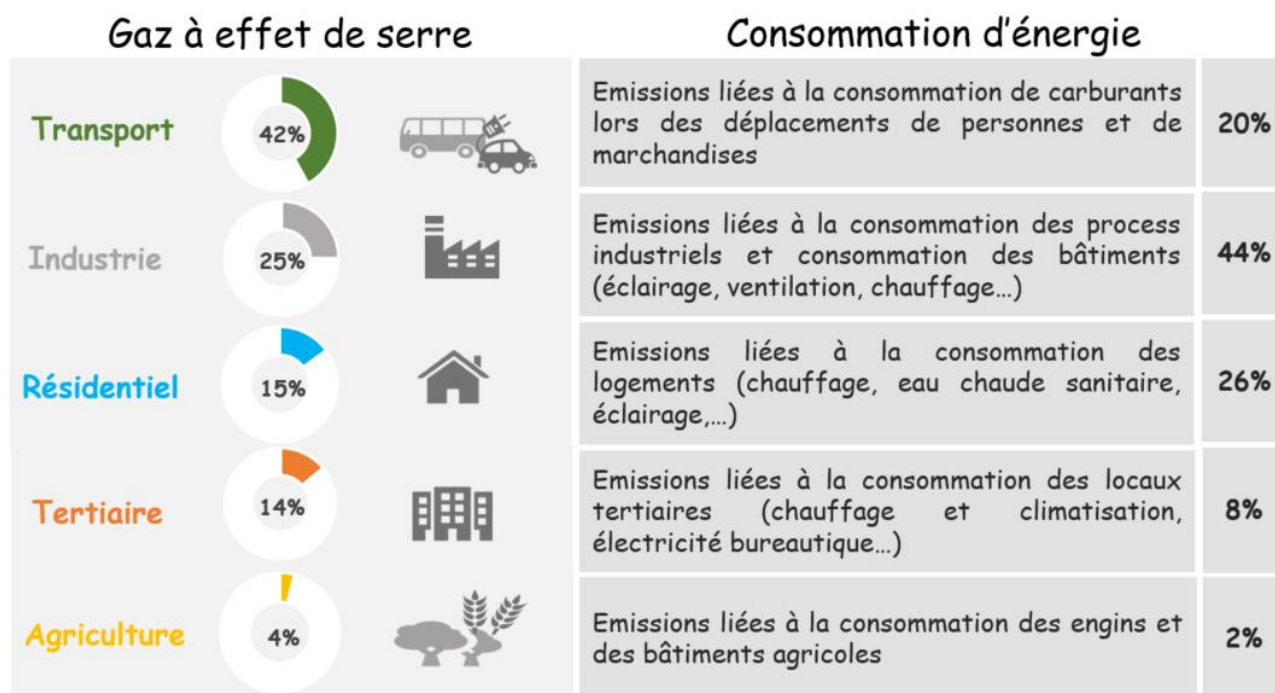 Gaz à effet de serre
Consommation d'énergie
Transport
42%
Emissions liées à la consommation de carburants
lors des déplacements de personnes et de
marchandises
20%
Industrie
25%
Emissions liées à la consommation des process
industriels et consommation des bâtiments
(éclairage, ventilation, chauffage…)
44%
Résidentiel
15%
Emissions liées à la consommation des
logements (chauffage, eau chaude sanitaire,
éclairage,…)
26%
Tertiaire
14%
Emissions liées à la consommation des locaux
tertiaires (chauffage et climatisation,
électricité bureautique…)
8%
Agriculture
4%
Emissions liées à la consommation des engins et
des bâtiments agricoles
2%